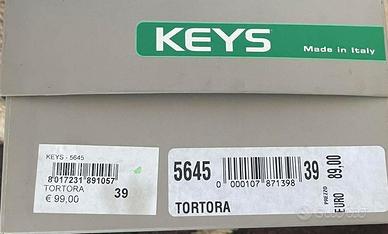 KEYS
Made in Italy
KEYS - 5645
8 017231 891057
TORTORA
39
€ 99,00
5645
39
0 000107 871398
TORTORA
PREZZO
EURO 89,00
subito